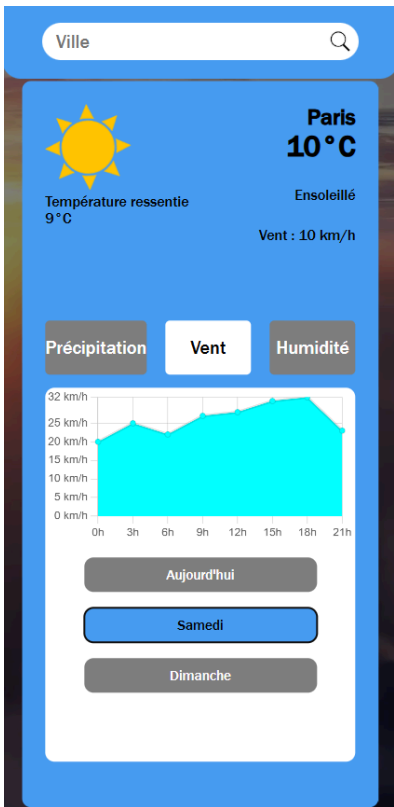 Ville
Paris
10°C
Température ressentie
9°C
Ensoleillé
Vent : 10 km/h
Précipitation
Vent
Humidité
32 km/h
25 km/h
20 km/h
15 km/h
10 km/h
5 km/h
0 km/h
0h 3h 6h 9h 12h 15h 18h 21h
Aujourd'hui
Samedi
Dimanche